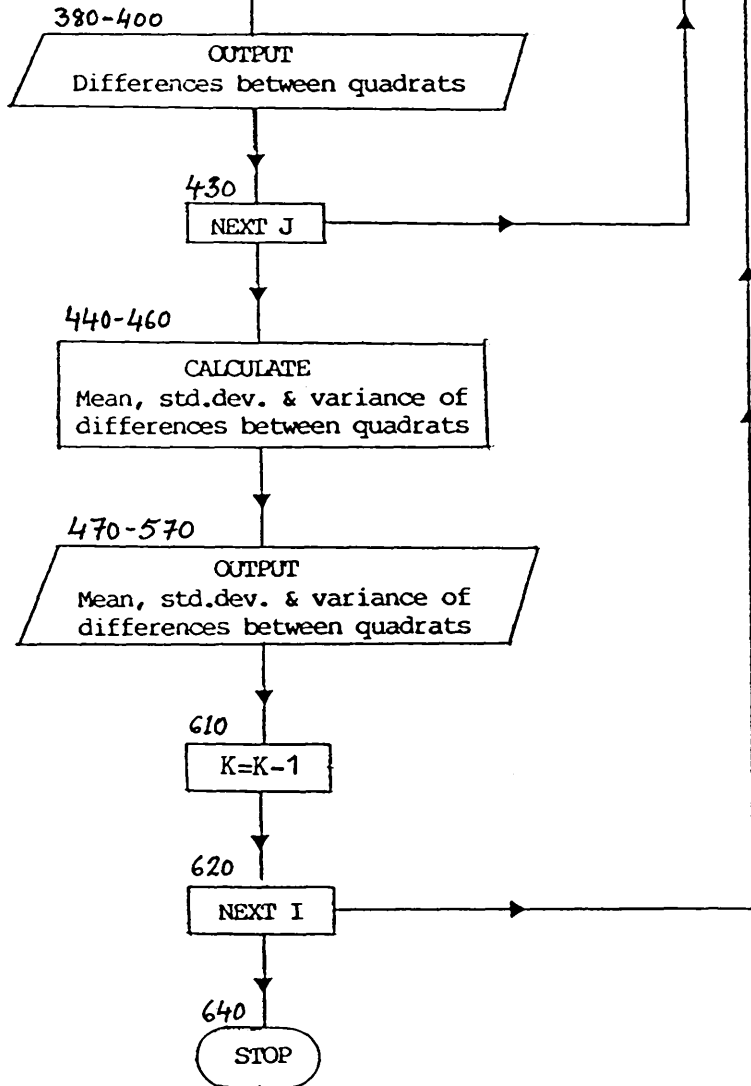 380-400
OUTPUT
Differences between quadrats
430
NEXT J
440-460
CALCULATE
Mean, std.dev. & variance of
differences between quadrats
470-570
OUTPUT
Mean, std.dev. & variance of
differences between quadrats
610
K=K-1
620
NEXT I
640
STOP